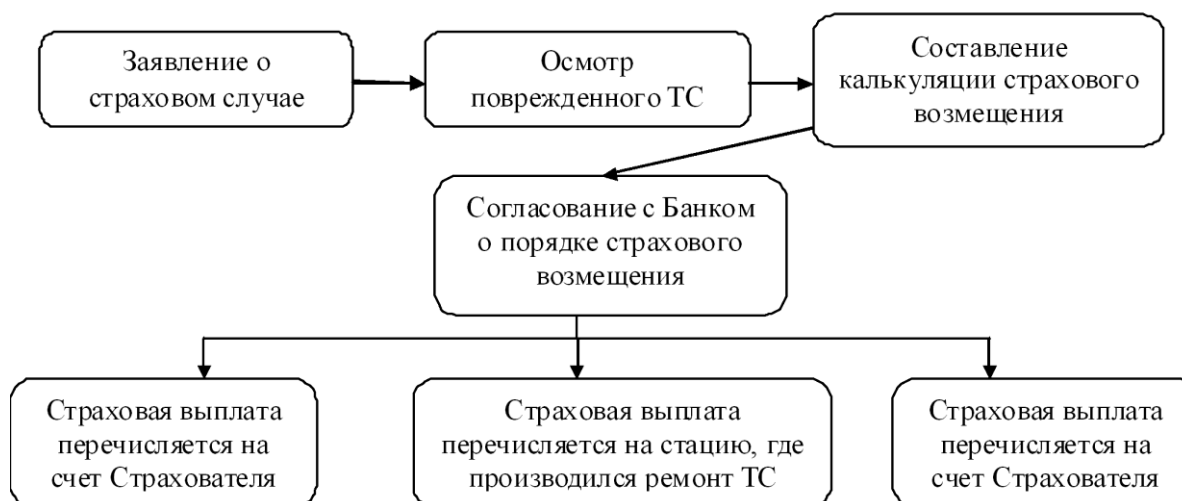 Заявление о
страховом случае
Осмотр
поврежденного ТС
Составление
калькуляции страхового
возмещения
Согласование с Банком
о порядке страхового
возмещения
Страховая выплата
перечисляется на
счет Страхователя
Страховая выплата
перечисляется на стацию, где
производился ремонт ТС
Страховая выплата
перечисляется на
счет Страхователя